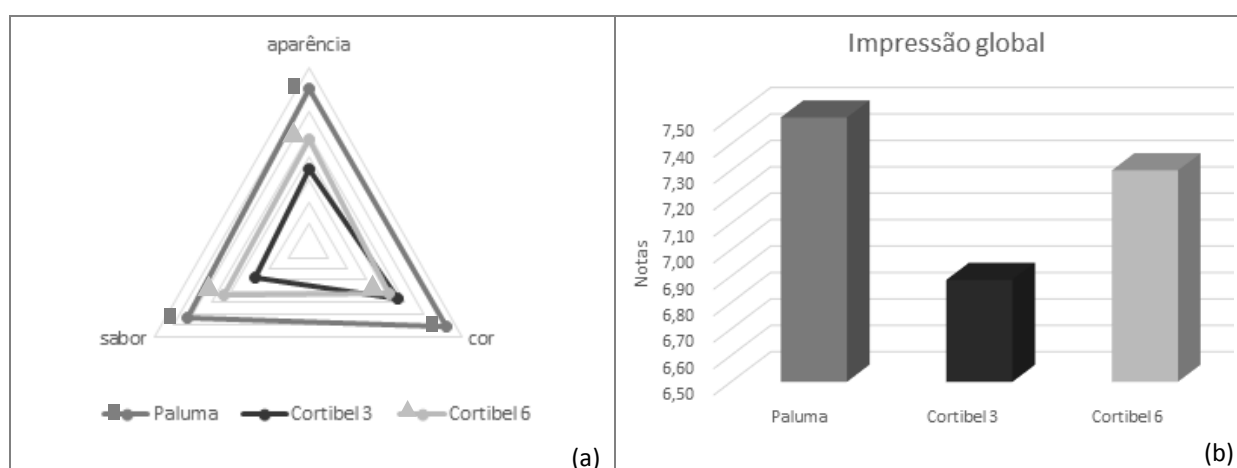 aparência
sabor
cor
Paluma
Cortibel 3
Cortibel 6
(a)
Impressão global
Notas
7,50
7,40
7,30
7,20
7,10
7,00
6,90
6,80
6,70
6,60
6,50
Paluma
Cortibel 3
Cortibel 6
(b)